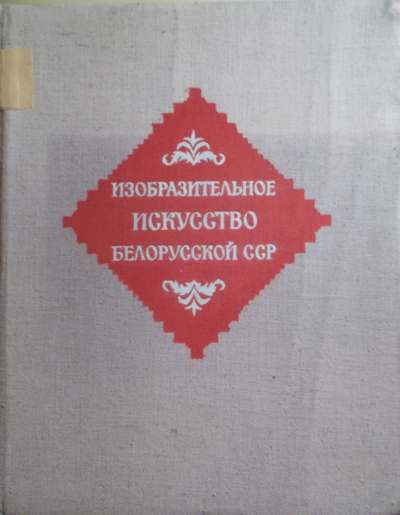 ИЗОБРАЗИТЕЛЬНОЕ
ИСКУССТВО
БЕЛОРУССКОЙ ССР